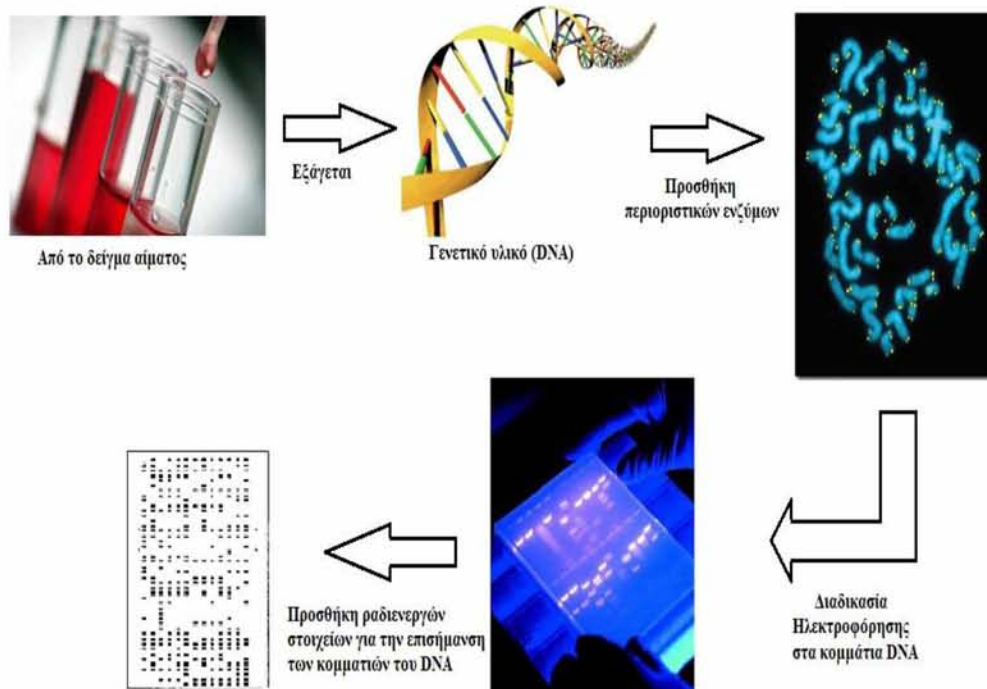 Από το δείγμα αίματος
Εξάγεται
Γενετικό υλικό (DNA)
Προσθήκη
περιοριστικών ενζύμων
Διαδικασία
Ηλεκτροφόρησης
στα κομμάτια DNA
Προσθήκη ραδιενεργών
στοιχείων για την επισήμανση
των κομματιών του DNA